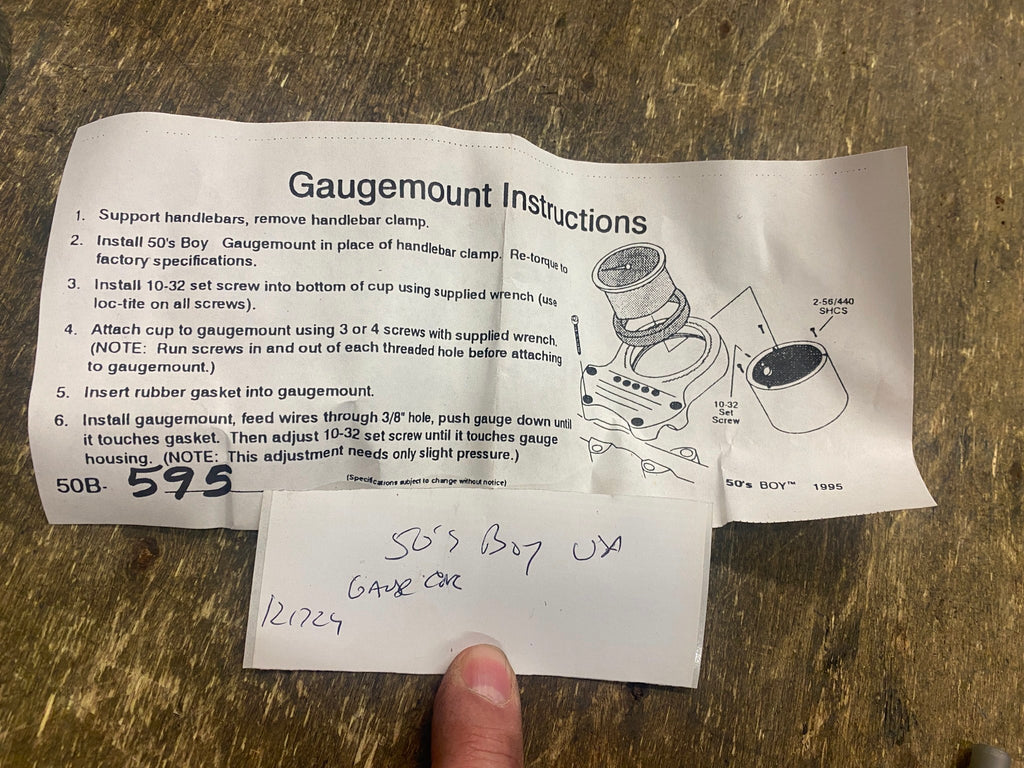 Gaugemount Instructions
1. Support handlebars, remove handlebar clamp.
2. Install 50's Boy Gaugemount in place of handlebar clamp. Re-torque to
factory specifications.
3. Install 10-32 set screw into bottom of cup using supplied wrench (use
loc-tite on all screws).
4. Attach cup to gaugemount using 3 or 4 screws with supplied wrench.
(NOTE: Run screws in and out of each threaded hole before attaching
to gaugemount.)
5. Insert rubber gasket into gaugemount.
6. Install gaugemount, feed wires through 3/8" hole, push gauge down until
it touches gasket. Then adjust 10-32 set screw until it touches gauge
housing. (NOTE: This adjustment needs only slight pressure.)
50B- 595
(Specifications subject to change without notice)
2-56/440
SHCS
10-32
Set
Screw
50's BOY™ 1995
50's Boy
121724